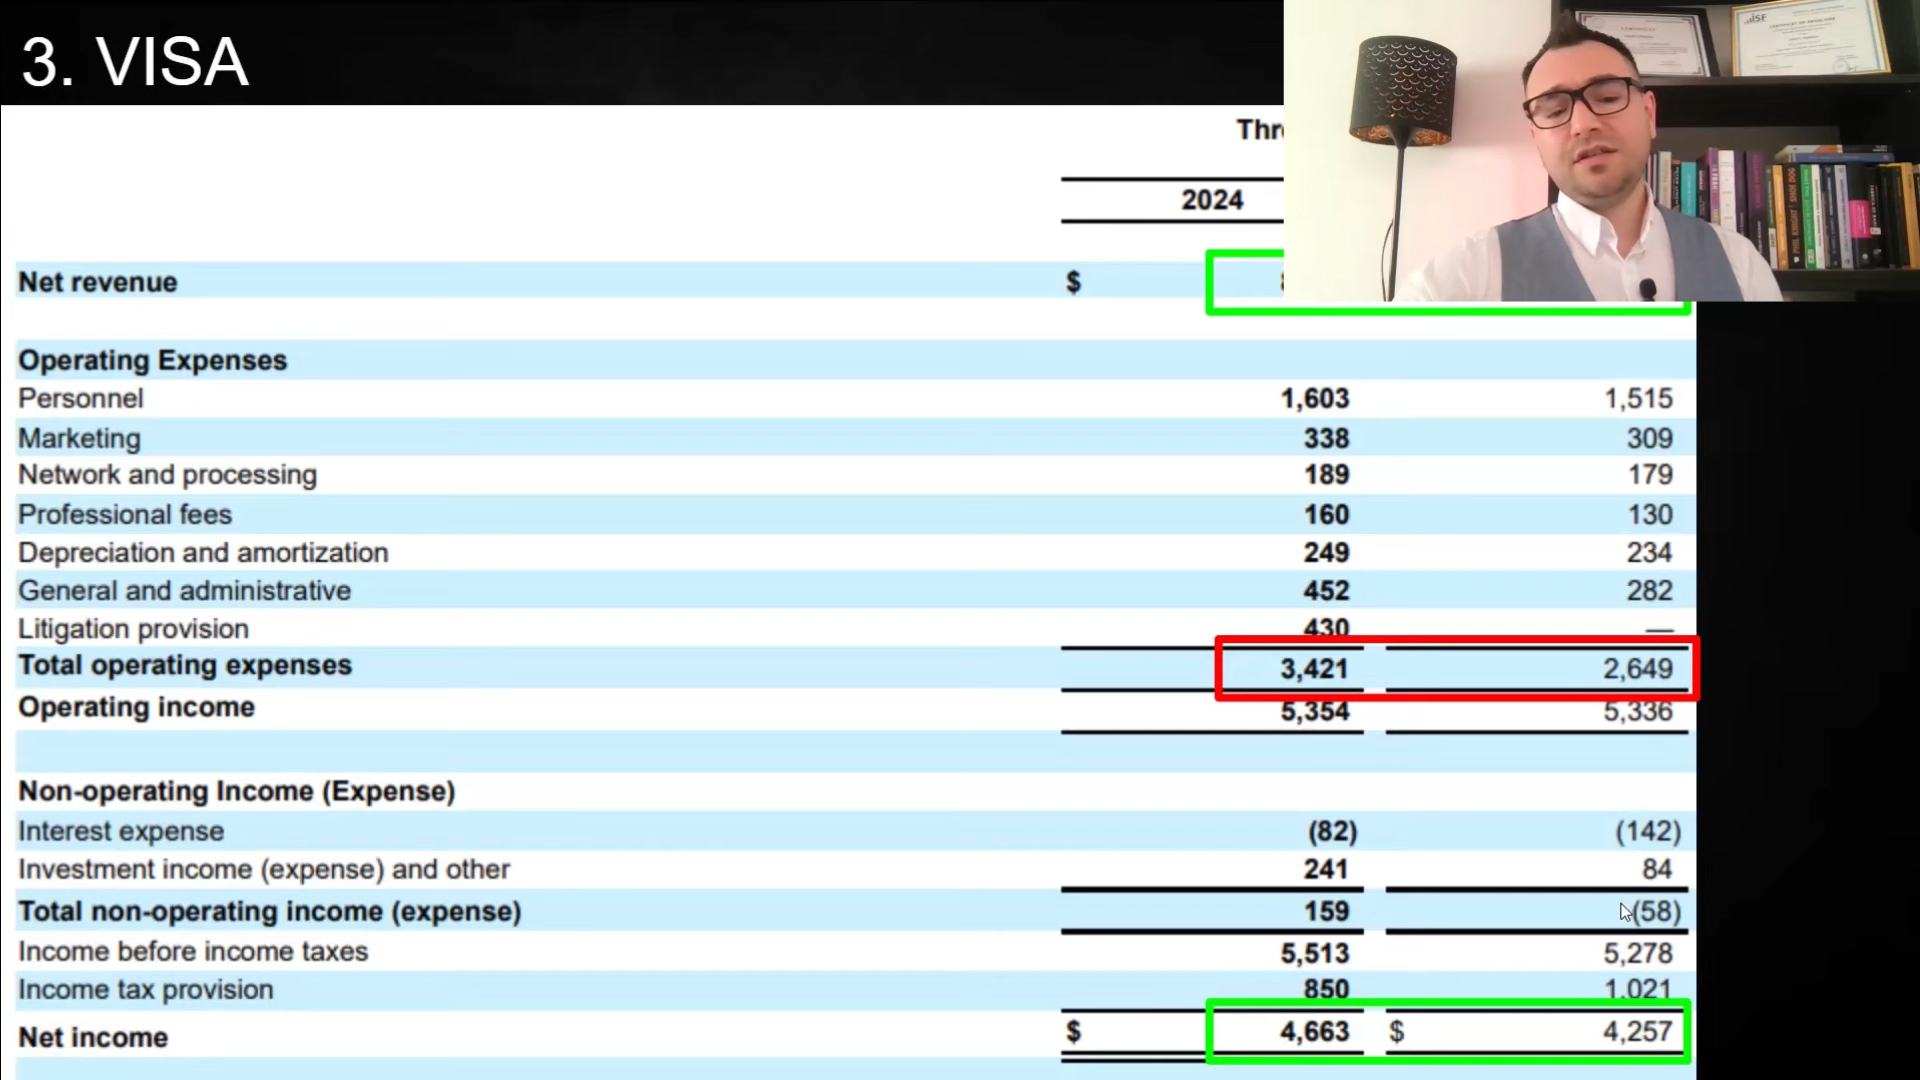 3. VISA
2024
Net revenue $
Operating Expenses
Personnel 1,603 1,515
Marketing 338 309
Network and processing 189 179
Professional fees 160 130
Depreciation and amortization 249 234
General and administrative 452 282
Litigation provision 430 —
Total operating expenses 3,421 2,649
Operating income 5,354 5,336
Non-operating Income (Expense)
Interest expense (82) (142)
Investment income (expense) and other 241 84
Total non-operating income (expense) 159 (58)
Income before income taxes 5,513 5,278
Income tax provision 850 1,021
Net income $ 4,663 $ 4,257